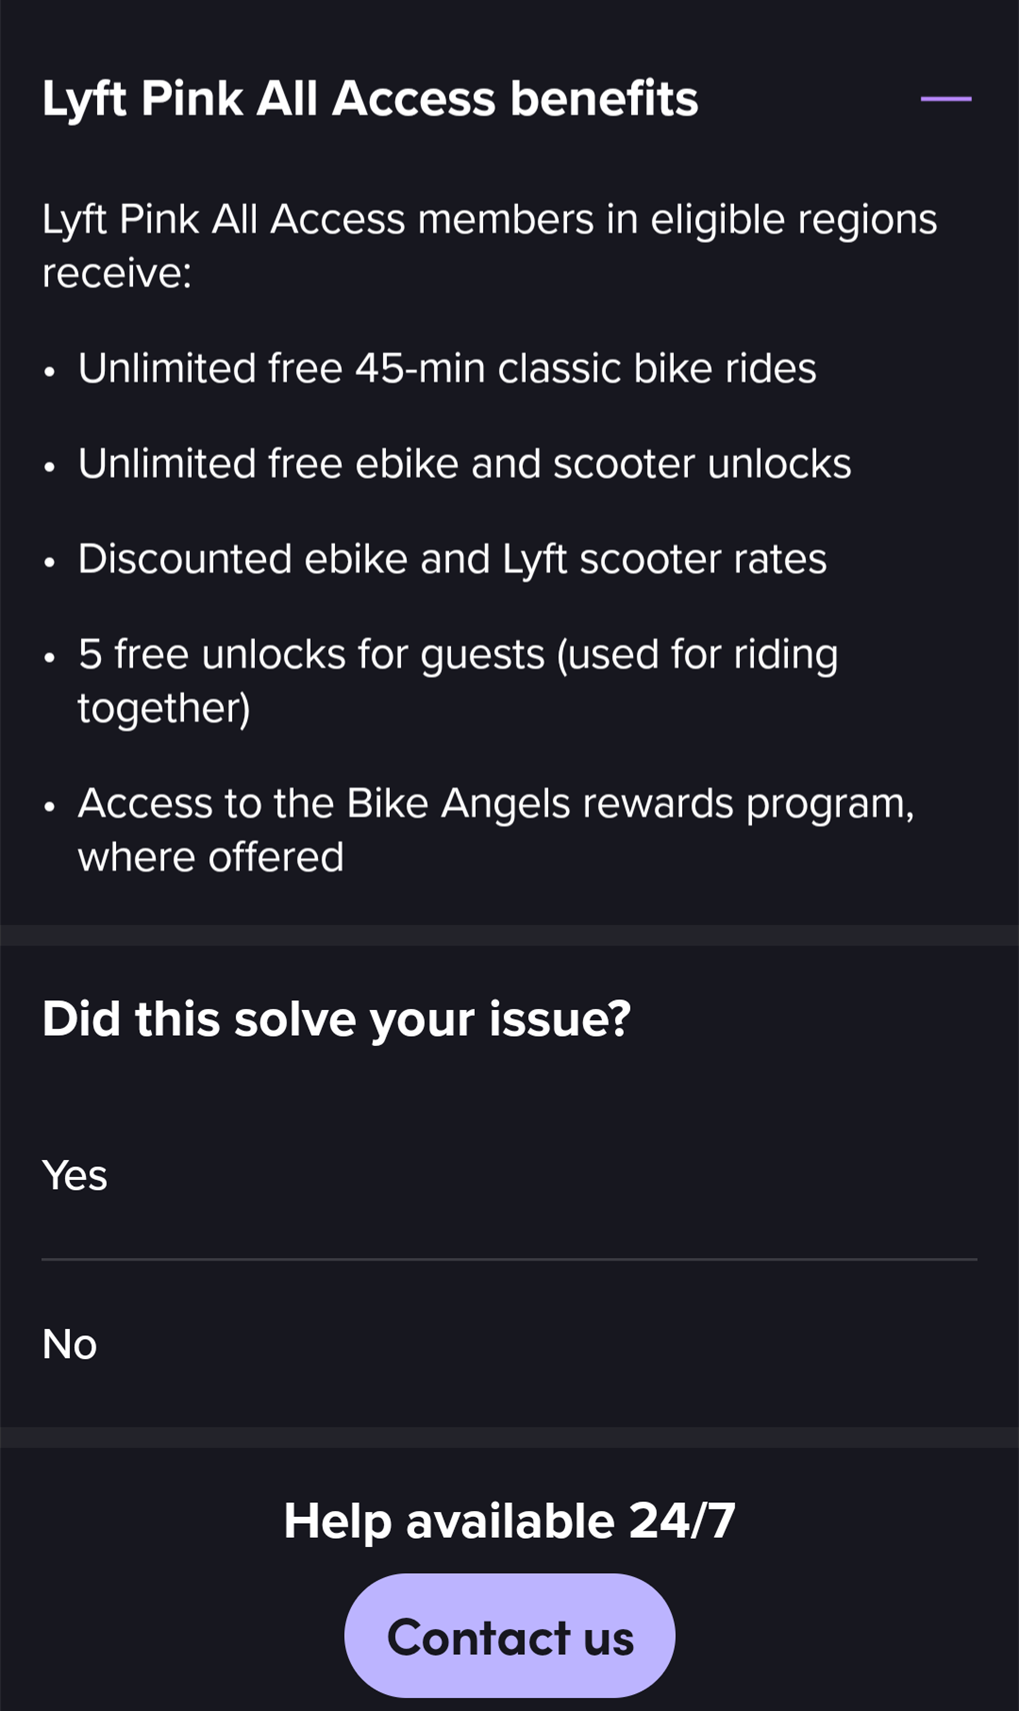 Lyft Pink All Access benefits
Lyft Pink All Access members in eligible regions
receive:
• Unlimited free 45-min classic bike rides
• Unlimited free ebike and scooter unlocks
• Discounted ebike and Lyft scooter rates
• 5 free unlocks for guests (used for riding
together)
• Access to the Bike Angels rewards program,
where offered
Did this solve your issue?
Yes
No
Help available 24/7
Contact us